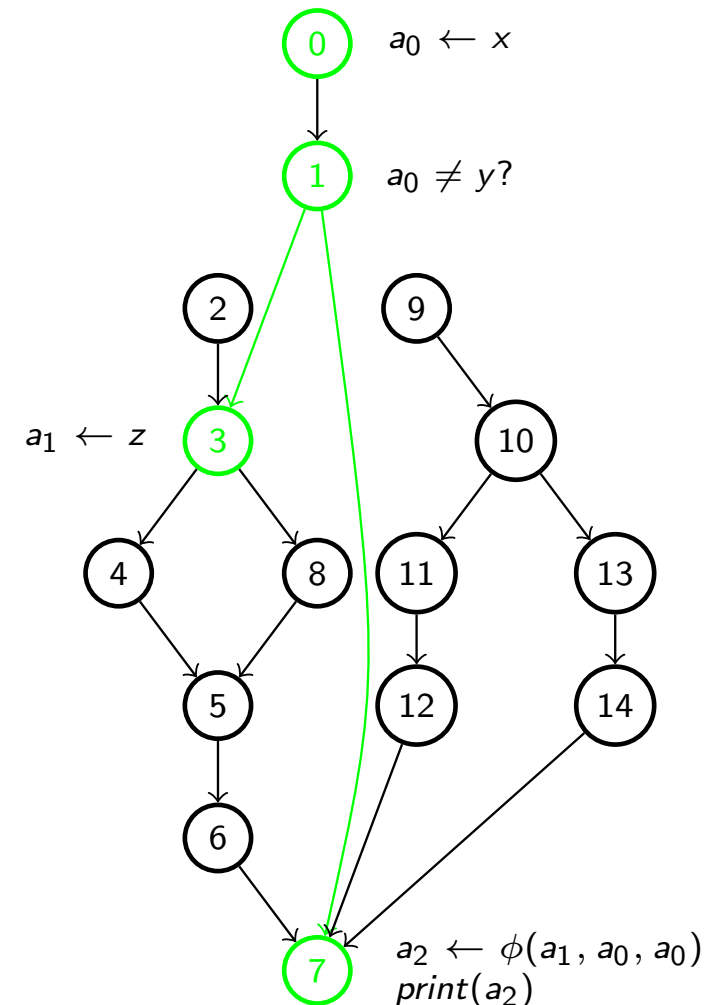 0 a₀ ← x
1 a₀ ≠ y?
2 9
a₁ ← z 3 10
4 8 11 13
5 12 14
6
7 a₂ ← ϕ(a₁, a₀, a₀)
print(a₂)